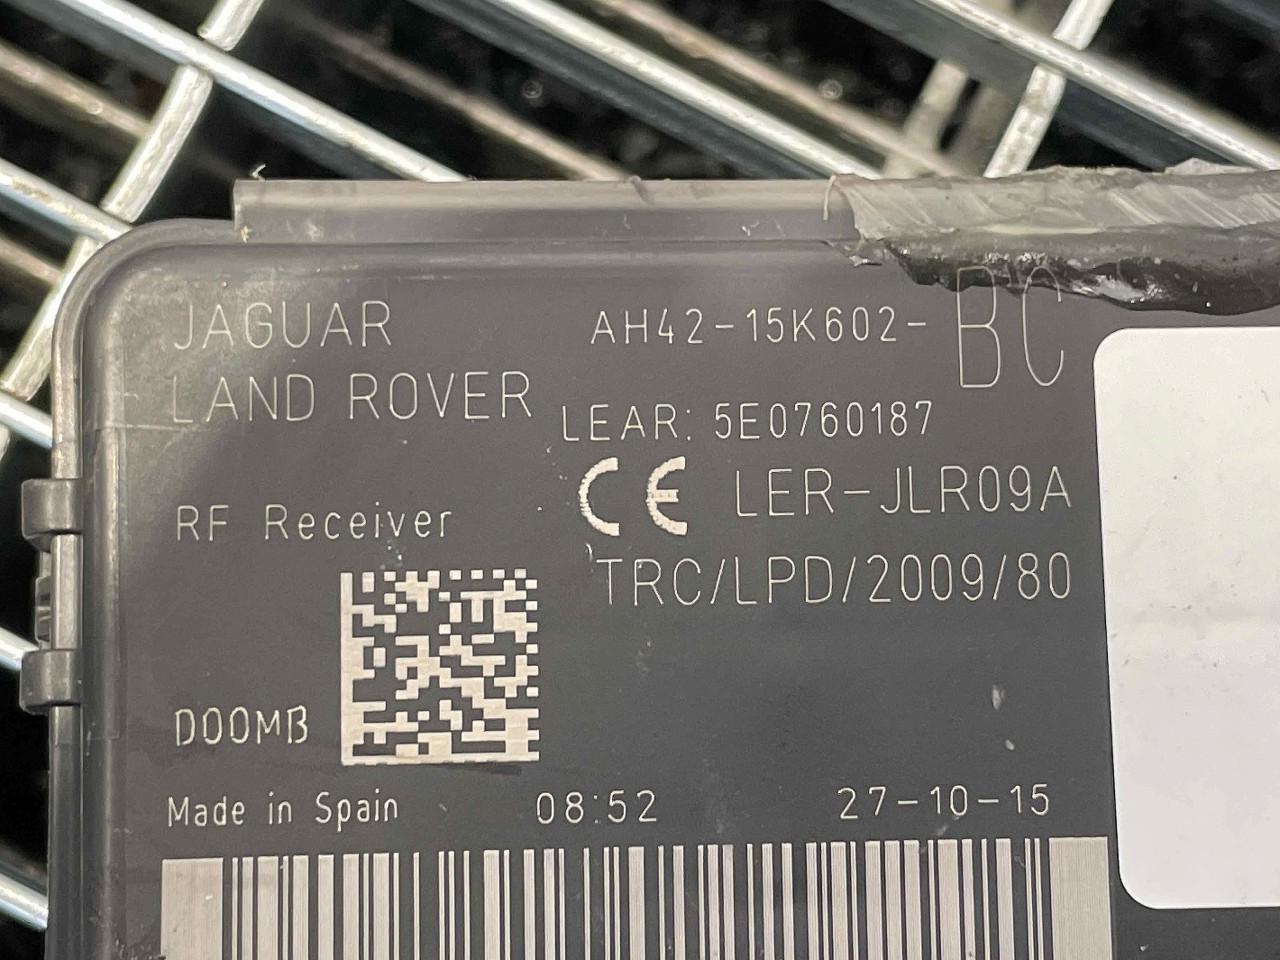 JAGUAR
LAND ROVER
AH42-15K602-BC
LEAR: 5E0760187
CE LER-JLR09A
RF Receiver
TRC/LPD/2009/80
D00MB
Made in Spain 08:52 27-10-15